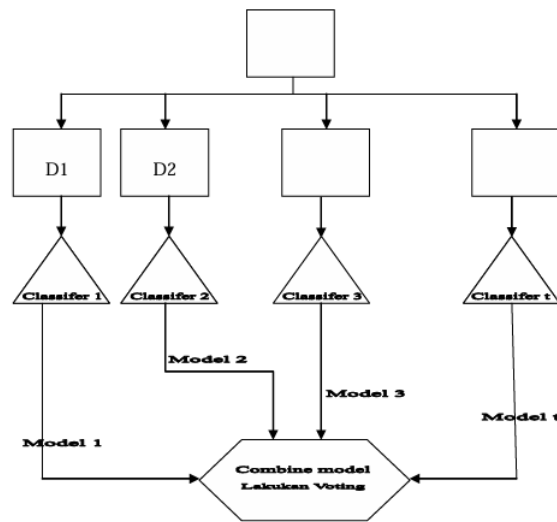 D1
D2
Classifer 1
Classifer 2
Classifer 3
Classifer t
Model 2
Model 3
Model t
Model 1
Combine model
Lakukan Voting